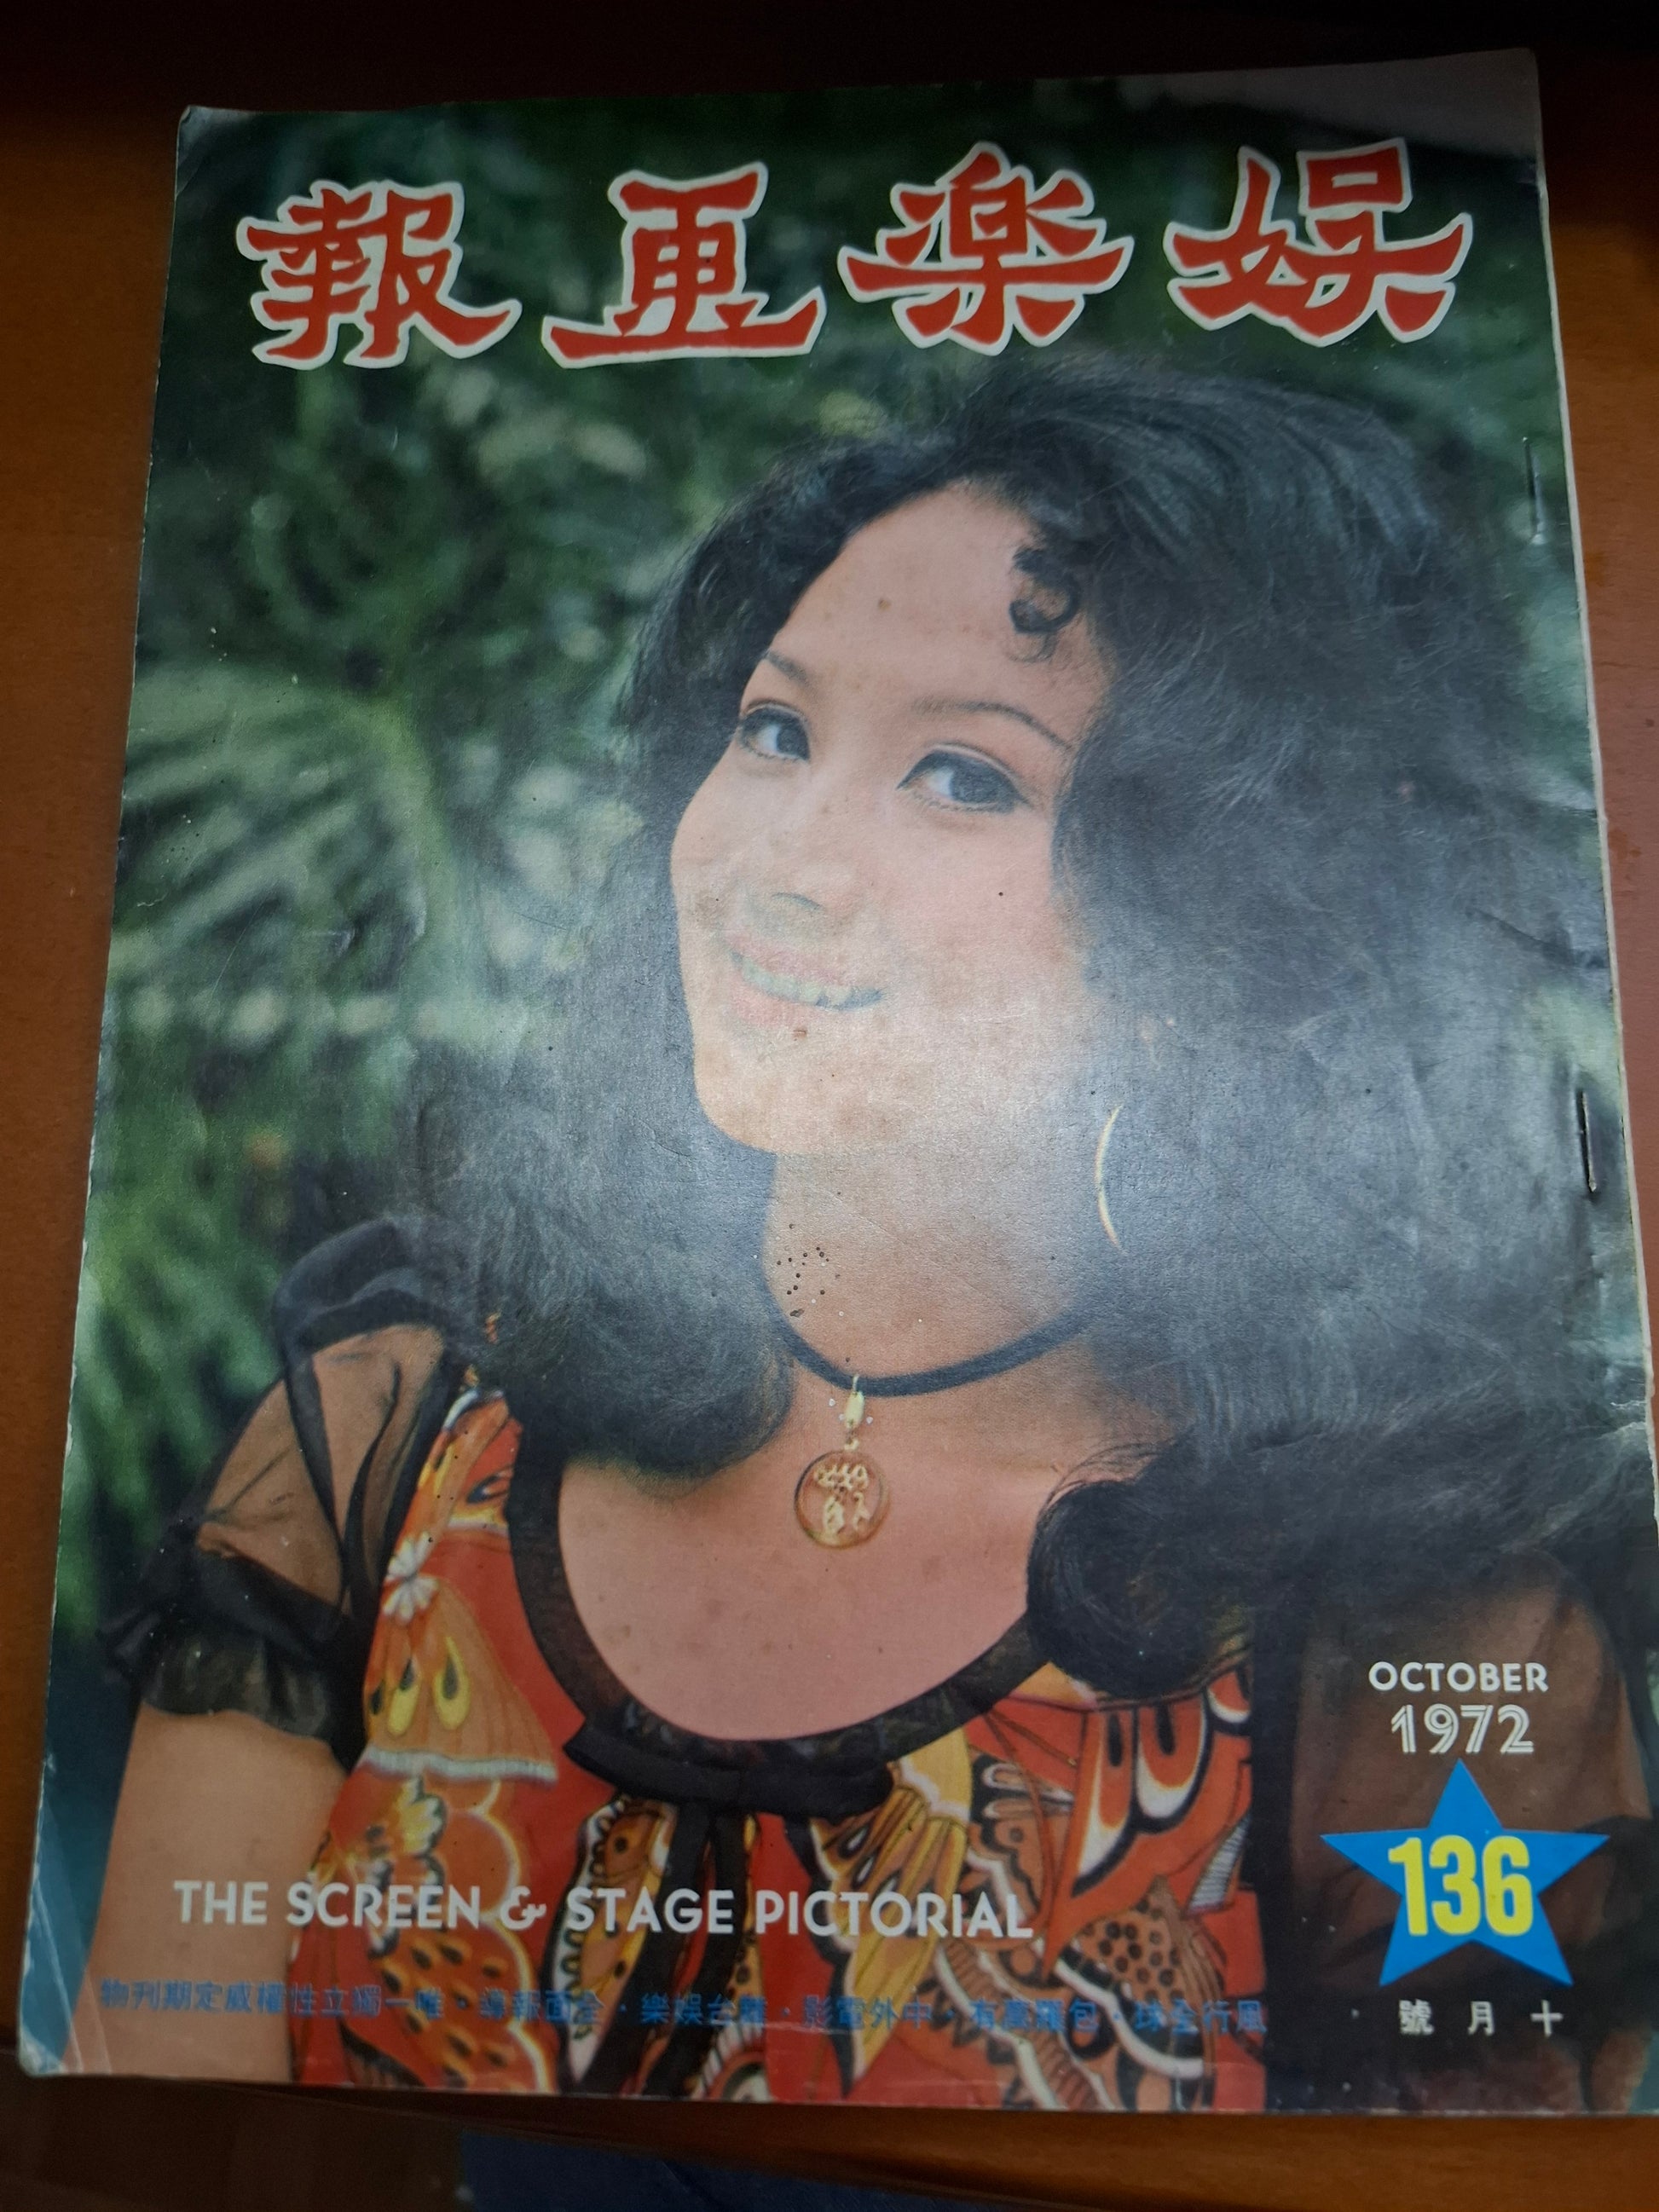 娛樂畫報
OCTOBER
1972
136
THE SCREEN & STAGE PICTORIAL
風行全球・包羅萬有・中外電影・舞台娛樂・全面報導・唯一獨立性權威定期刊物
十月號